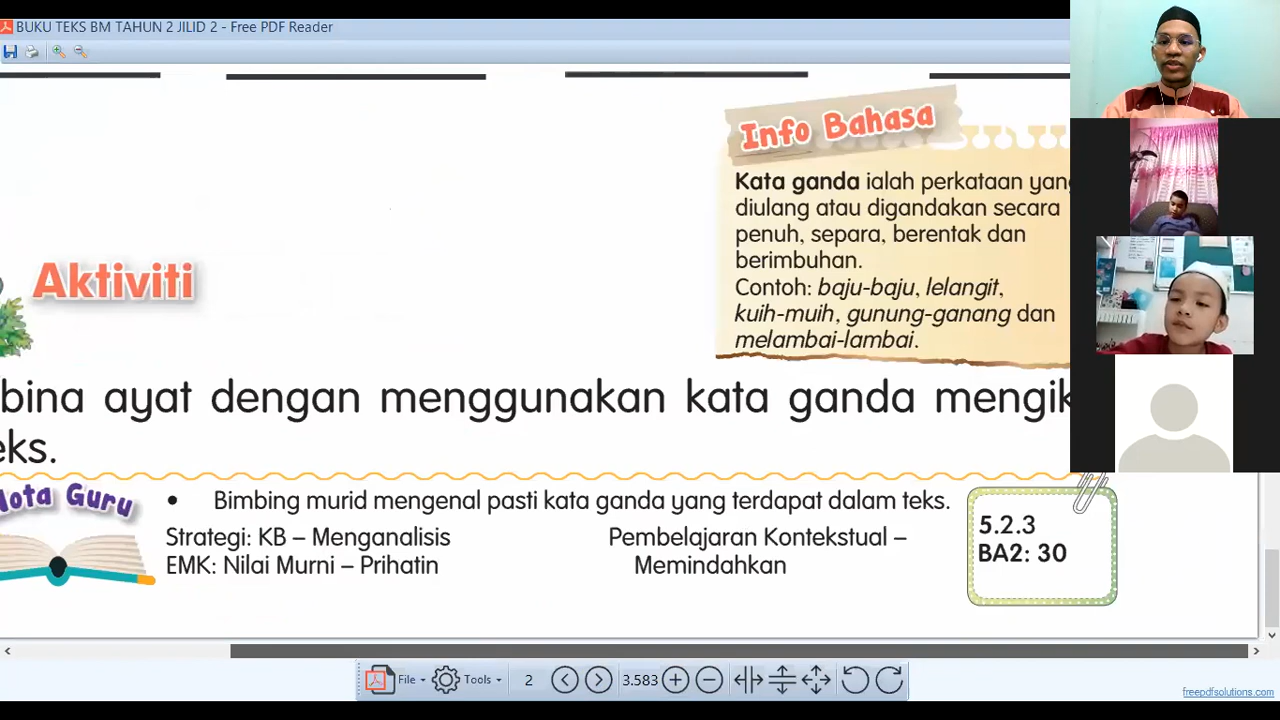 BUKU TEKS BM TAHUN 2 JILID 2 - Free PDF Reader
Info Bahasa
Kata ganda ialah perkataan yang
diulang atau digandakan secara
penuh, separa, berentak dan
berimbuhan.
Contoh: baju-baju, lelangit,
kuih-muih, gunung-ganang dan
melambai-lambai.
Aktiviti
bina ayat dengan menggunakan kata ganda mengik
eks.
Nota Guru
• Bimbing murid mengenal pasti kata ganda yang terdapat dalam teks.
Strategi: KB – Menganalisis
EMK: Nilai Murni – Prihatin
Pembelajaran Kontekstual –
Memindahkan
5.2.3
BA2: 30
File
Tools
2
3.583
freepdfsolutions.com